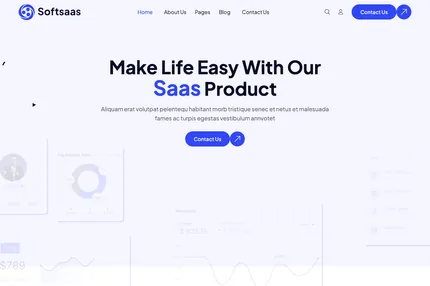 Softsaas
Home
About Us
Pages
Blog
Contact Us
Contact Us
Make Life Easy With Our
Saas Product
Aliquam erat volutpat pelentequ habitant morb tristique senec et netus et malesuada
fames ac turpis egestas vestibulum annvotet
Contact Us
$789